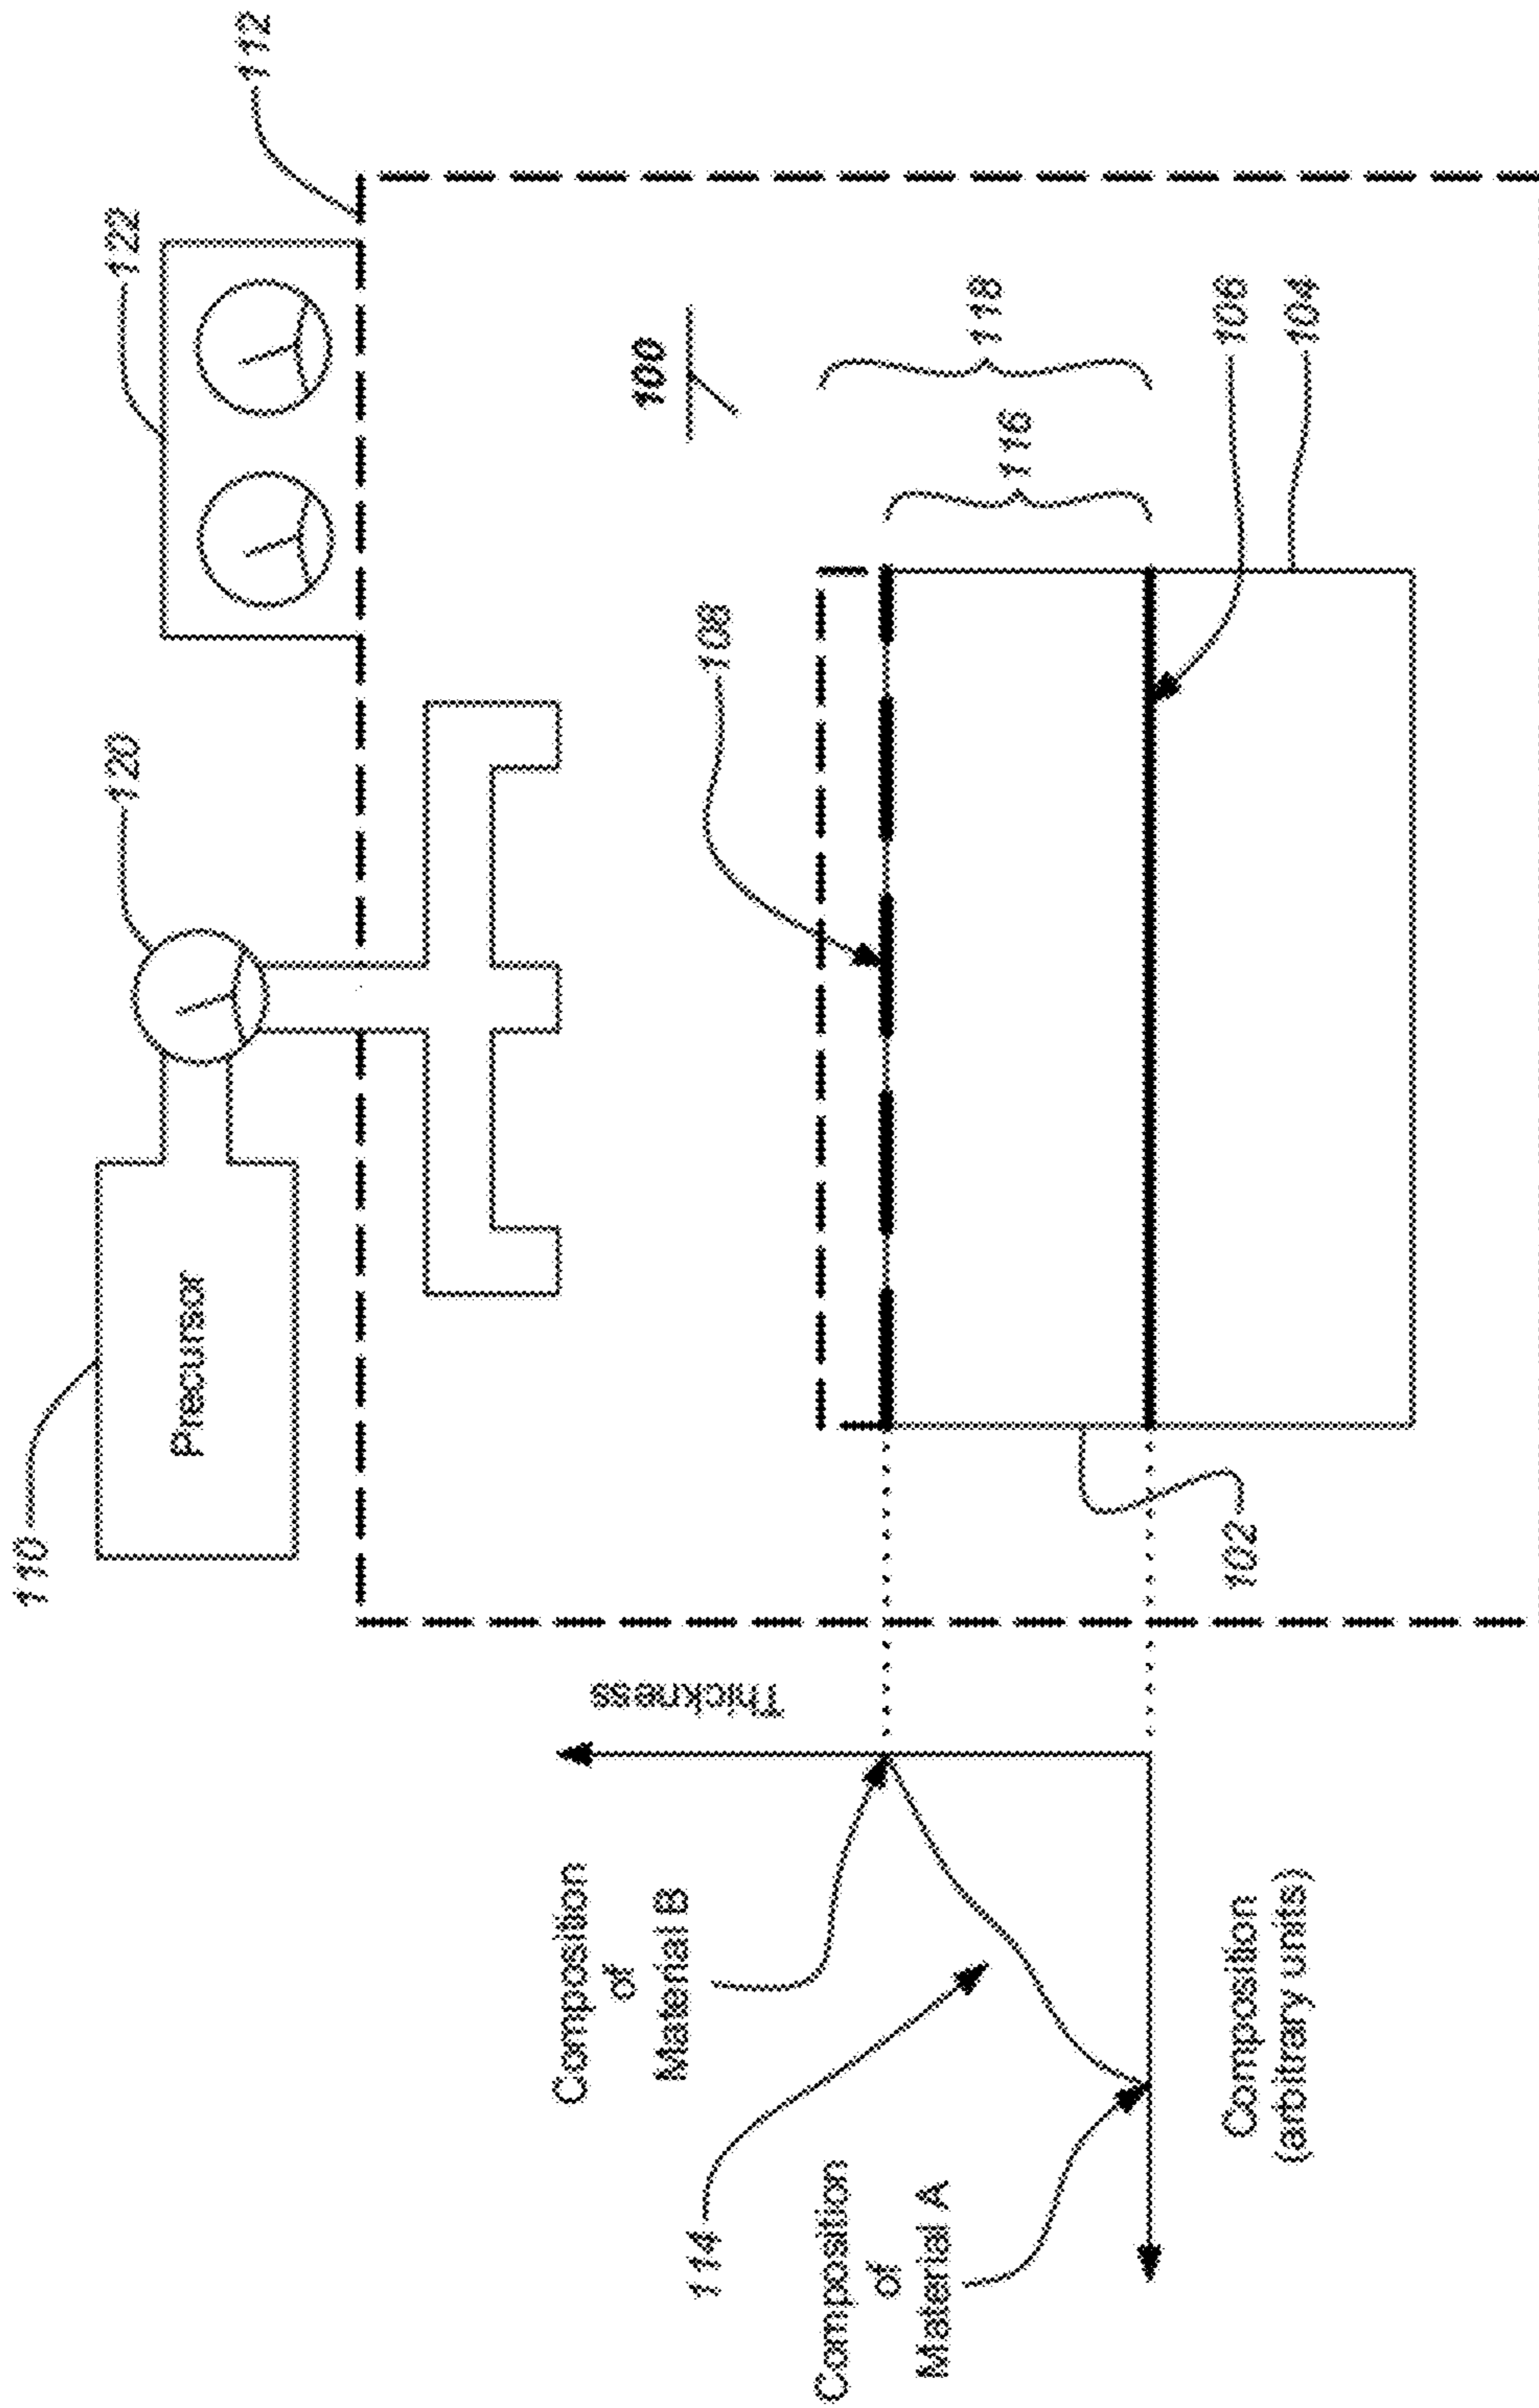 110
120
122
Precursor
112
Composition
of
Material B
Thickness
100
114
108
Composition
of
Material A
118
116
Composition
(arbitrary units)
102
106
104